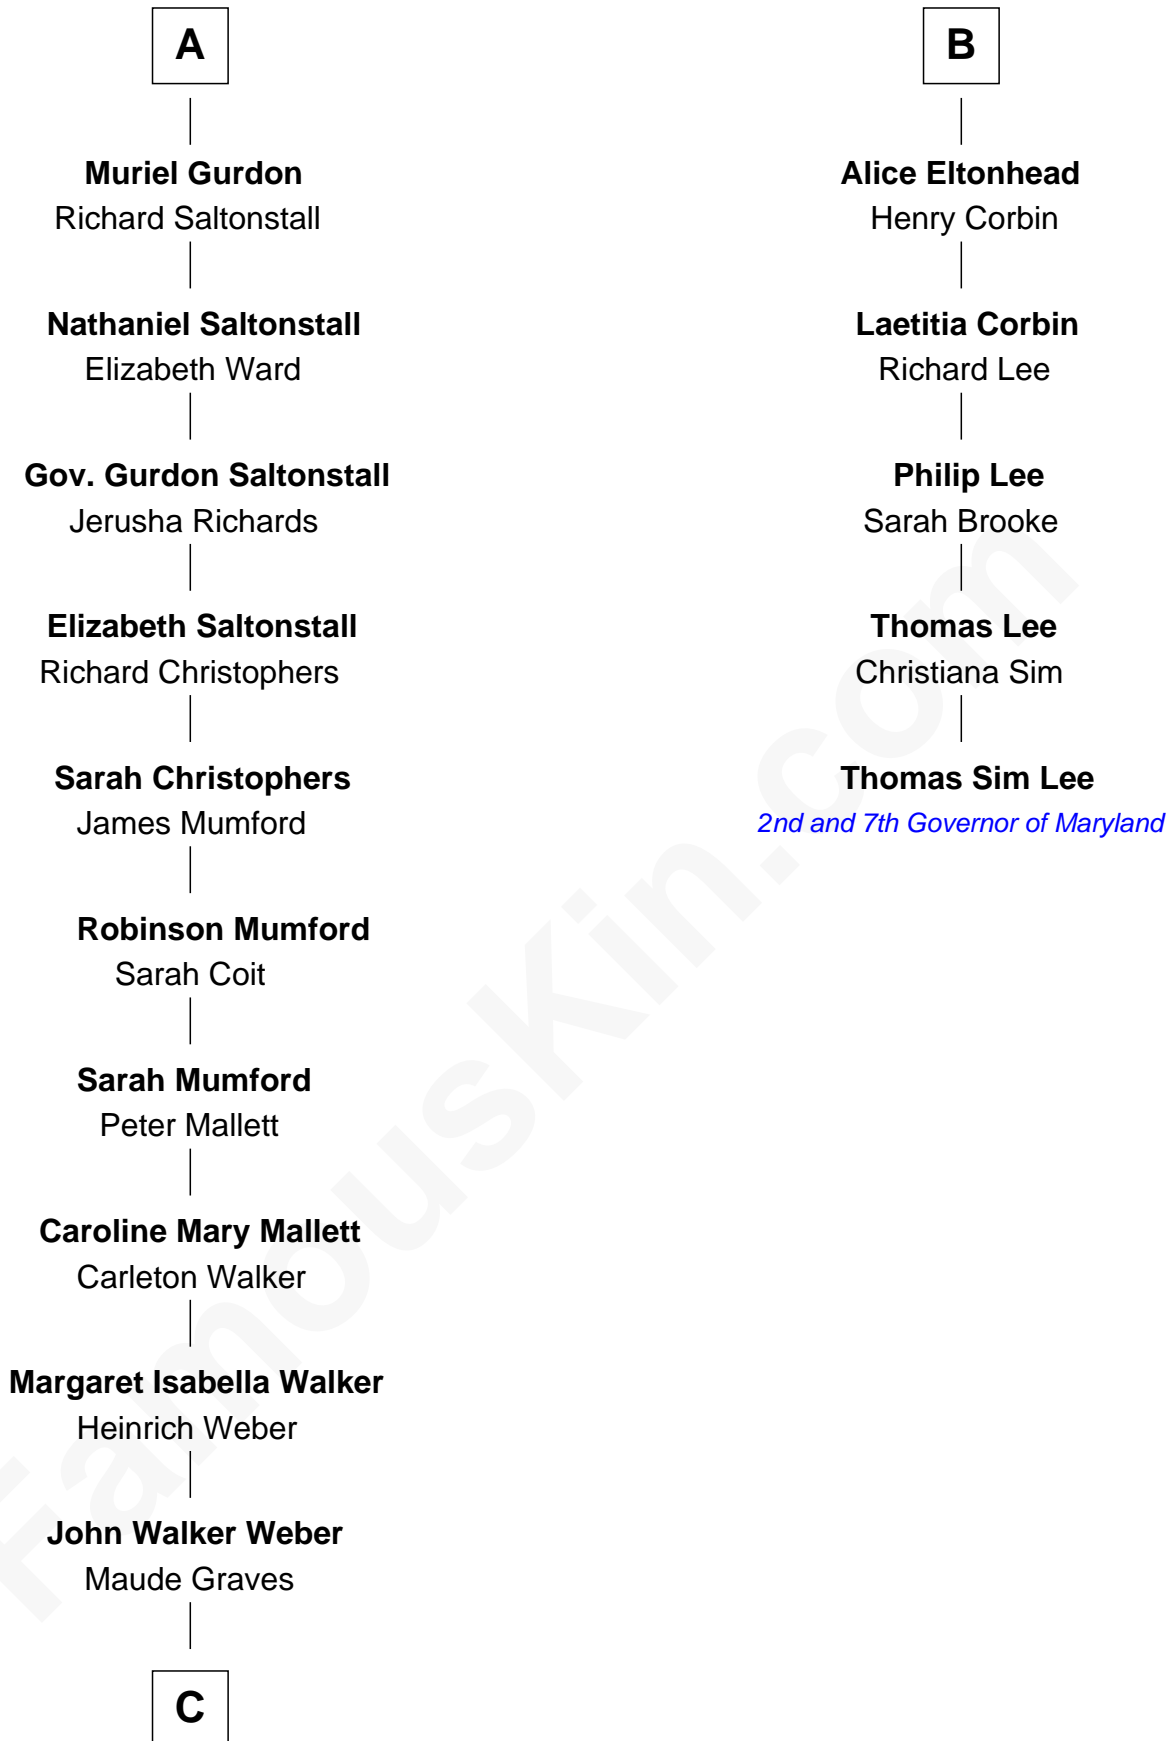 A
Muriel Gurdon
Richard Saltonstall
Nathaniel Saltonstall
Elizabeth Ward
Gov. Gurdon Saltonstall
Jerusha Richards
Elizabeth Saltonstall
Richard Christophers
Sarah Christophers
James Mumford
Robinson Mumford
Sarah Coit
Sarah Mumford
Peter Mallett
Caroline Mary Mallett
Carleton Walker
Margaret Isabella Walker
Heinrich Weber
John Walker Weber
Maude Graves
C
B
Alice Eltonhead
Henry Corbin
Laetitia Corbin
Richard Lee
Philip Lee
Sarah Brooke
Thomas Lee
Christiana Sim
Thomas Sim Lee
2nd and 7th Governor of Maryland
FamousKin.com